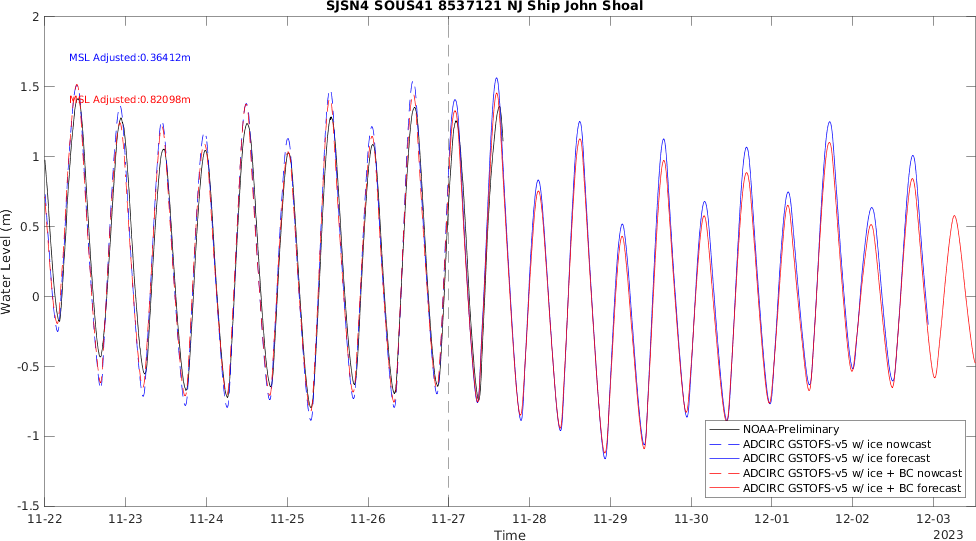 SJSN4 SOUS41 8537121 NJ Ship John Shoal
2
1.5
1
0.5
0
-0.5
-1
-1.5
Water Level (m)
MSL Adjusted:0.36412m
MSL Adjusted:0.82098m
NOAA-Preliminary
ADCIRC GSTOFS-v5 w/ ice nowcast
ADCIRC GSTOFS-v5 w/ ice forecast
ADCIRC GSTOFS-v5 w/ ice + BC nowcast
ADCIRC GSTOFS-v5 w/ ice + BC forecast
11-22 11-23 11-24 11-25 11-26 11-27 11-28 11-29 11-30 12-01 12-02 12-03
Time
2023